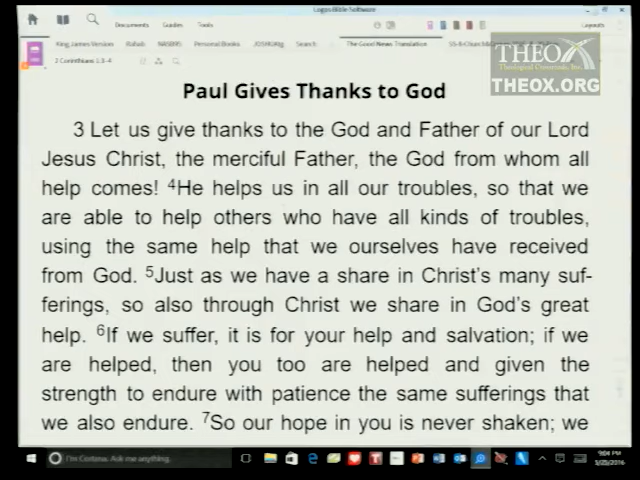 Logos Bible Software
Documents Guides Tools
Layouts
King James Version NASB95 Personal Books Search The Good News Translation
2 Corinthians 1.3-4
THEOX
THEOX.ORG
Paul Gives Thanks to God
3 Let us give thanks to the God and Father of our Lord
Jesus Christ, the merciful Father, the God from whom all
help comes! 4He helps us in all our troubles, so that we
are able to help others who have all kinds of troubles,
using the same help that we ourselves have received
from God. 5Just as we have a share in Christ's many suf-
ferings, so also through Christ we share in God's great
help. 6If we suffer, it is for your help and salvation; if we
are helped, then you too are helped and given the
strength to endure with patience the same sufferings that
we also endure. 7So our hope in you is never shaken; we
I'm Cortana. Ask me anything.
9:04 PM